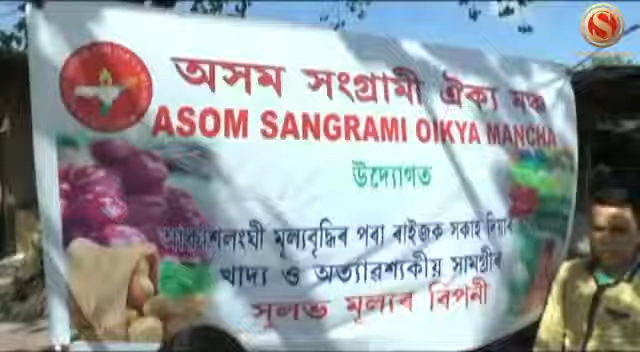 অসম সংগ্ৰামী ঐক্য মঞ্চ
ASOM SANGRAMI OIKYA MANCHA
উদ্যোগত
আকাশলংঘী মূল্যবৃদ্ধিৰ পৰা ৰাইজক সকাহ দিয়াৰ
খাদ্য ও অত্যাৱশ্যকীয় সামগ্ৰীৰ
সুলভ মূল্যৰ বিপনী